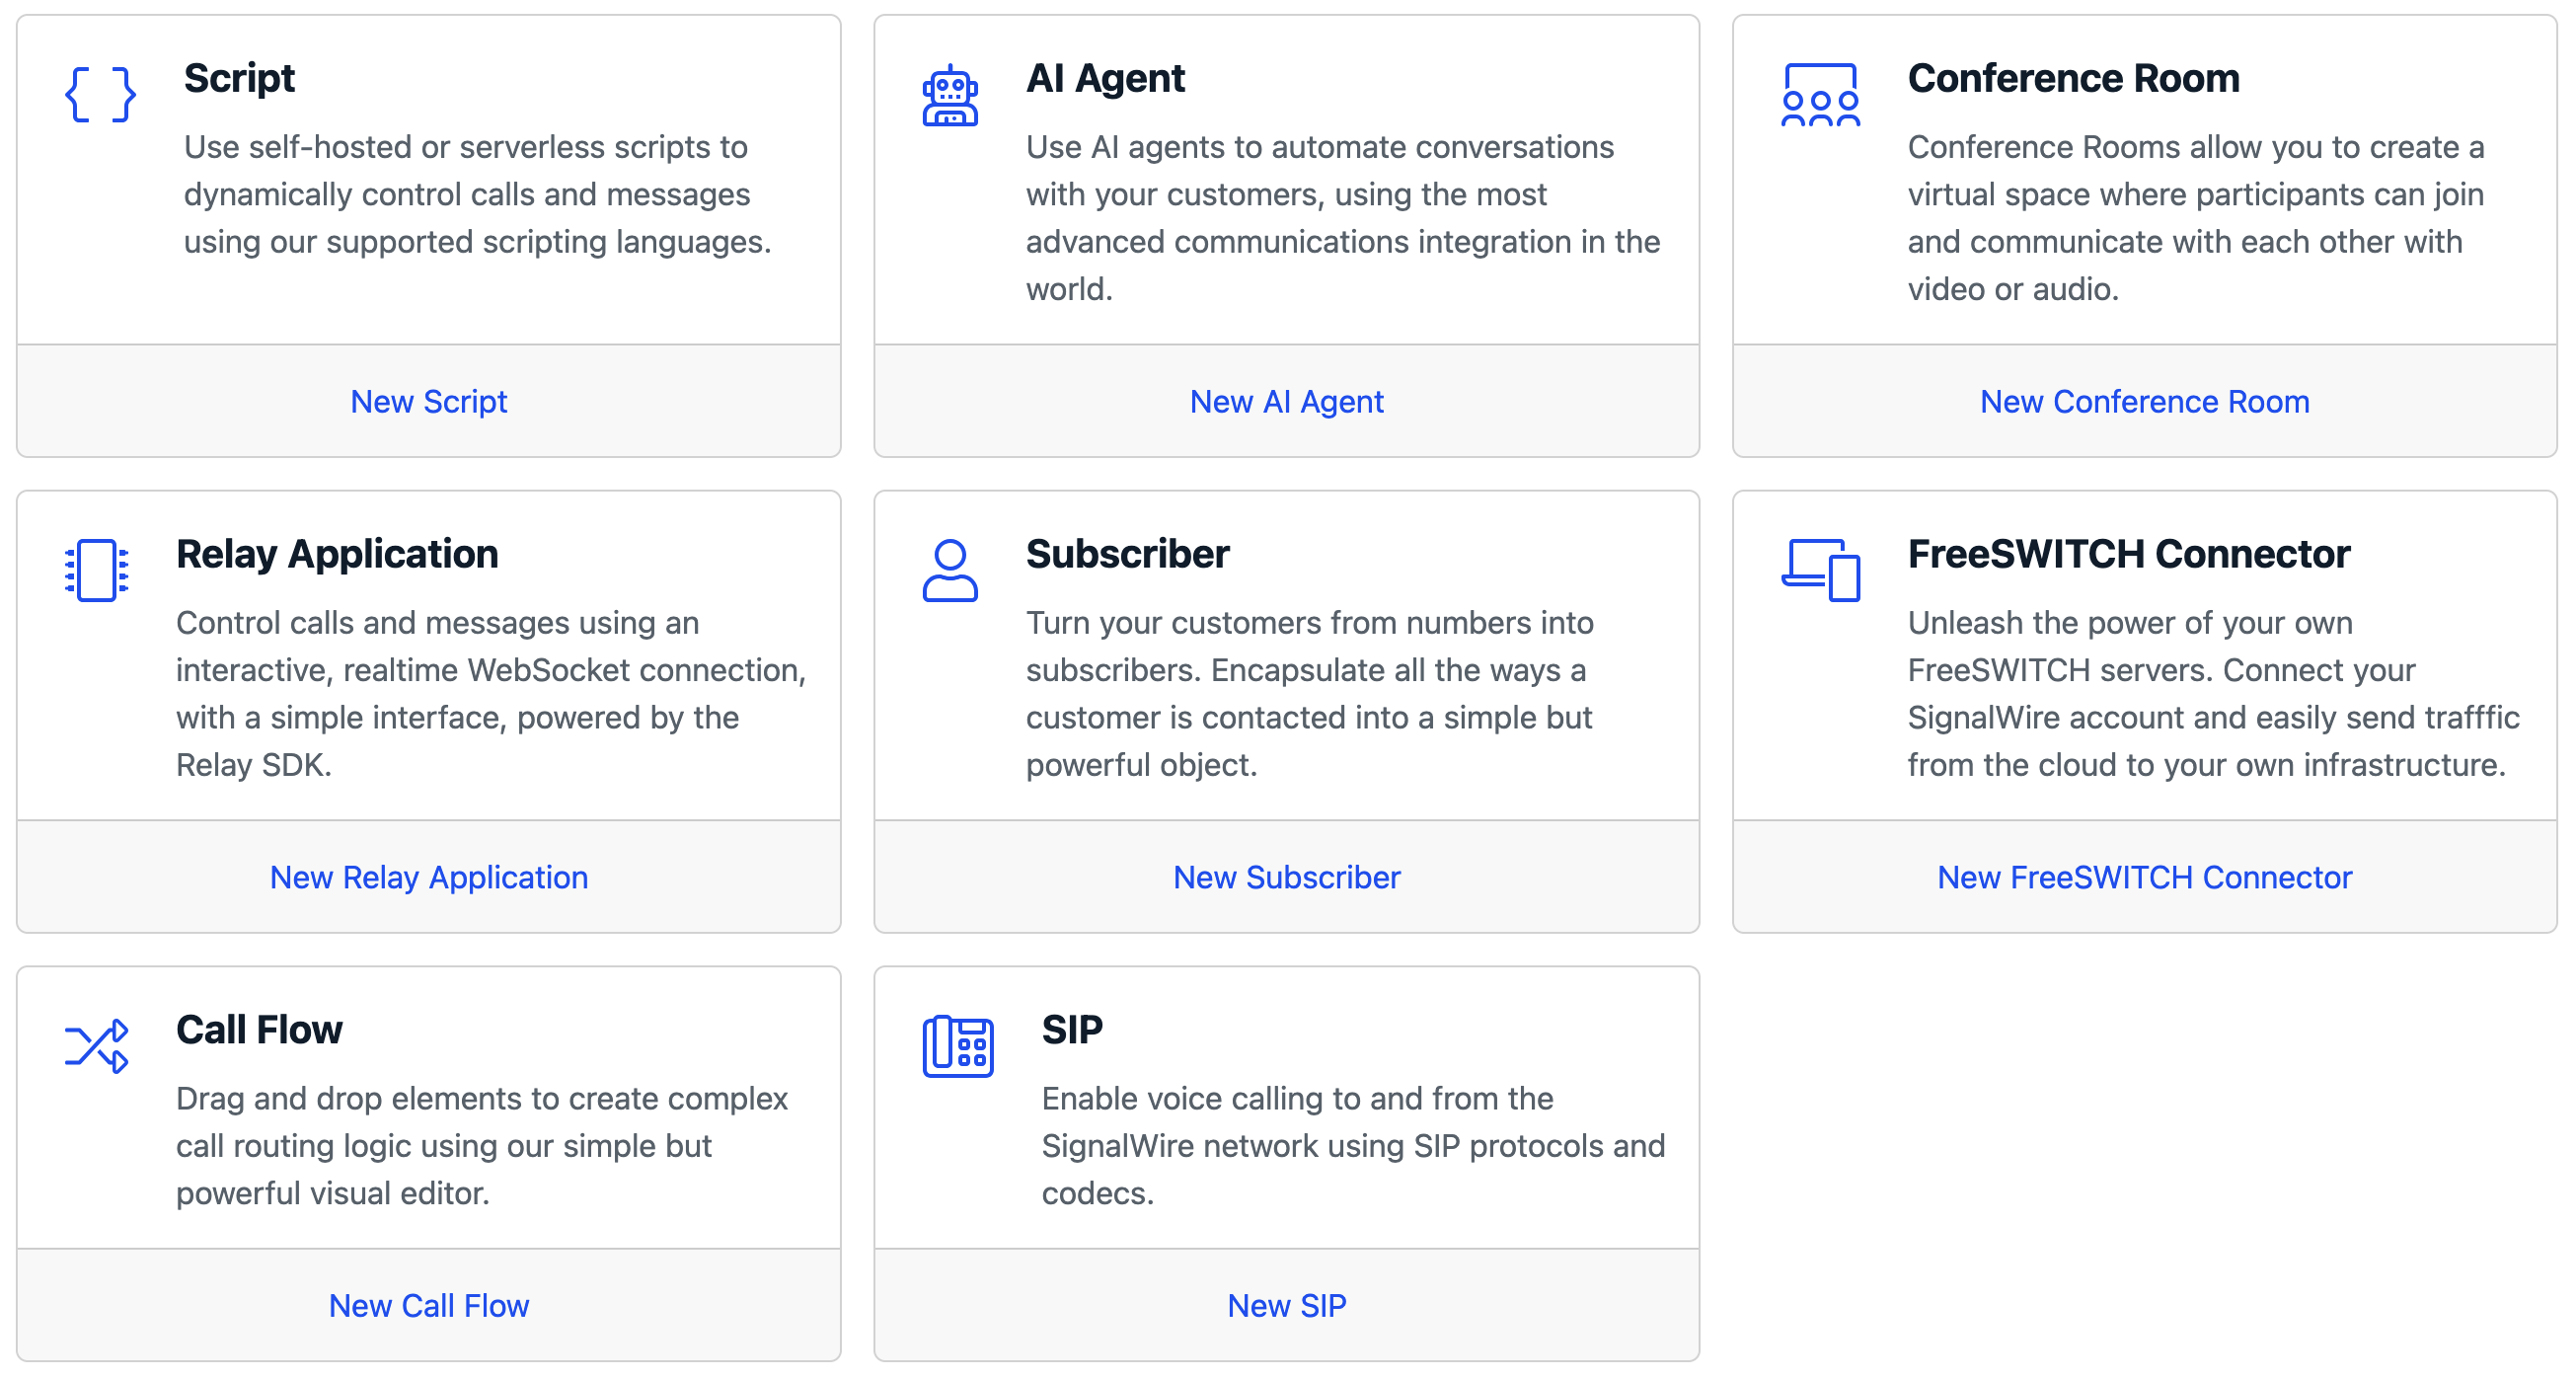 Script
Use self-hosted or serverless scripts to
dynamically control calls and messages
using our supported scripting languages.
New Script
AI Agent
Use AI agents to automate conversations
with your customers, using the most
advanced communications integration in the
world.
New AI Agent
Conference Room
Conference Rooms allow you to create a
virtual space where participants can join
and communicate with each other with
video or audio.
New Conference Room
Relay Application
Control calls and messages using an
interactive, realtime WebSocket connection,
with a simple interface, powered by the
Relay SDK.
New Relay Application
Subscriber
Turn your customers from numbers into
subscribers. Encapsulate all the ways a
customer is contacted into a simple but
powerful object.
New Subscriber
FreeSWITCH Connector
Unleash the power of your own
FreeSWITCH servers. Connect your
SignalWire account and easily send trafffic
from the cloud to your own infrastructure.
New FreeSWITCH Connector
Call Flow
Drag and drop elements to create complex
call routing logic using our simple but
powerful visual editor.
New Call Flow
SIP
Enable voice calling to and from the
SignalWire network using SIP protocols and
codecs.
New SIP